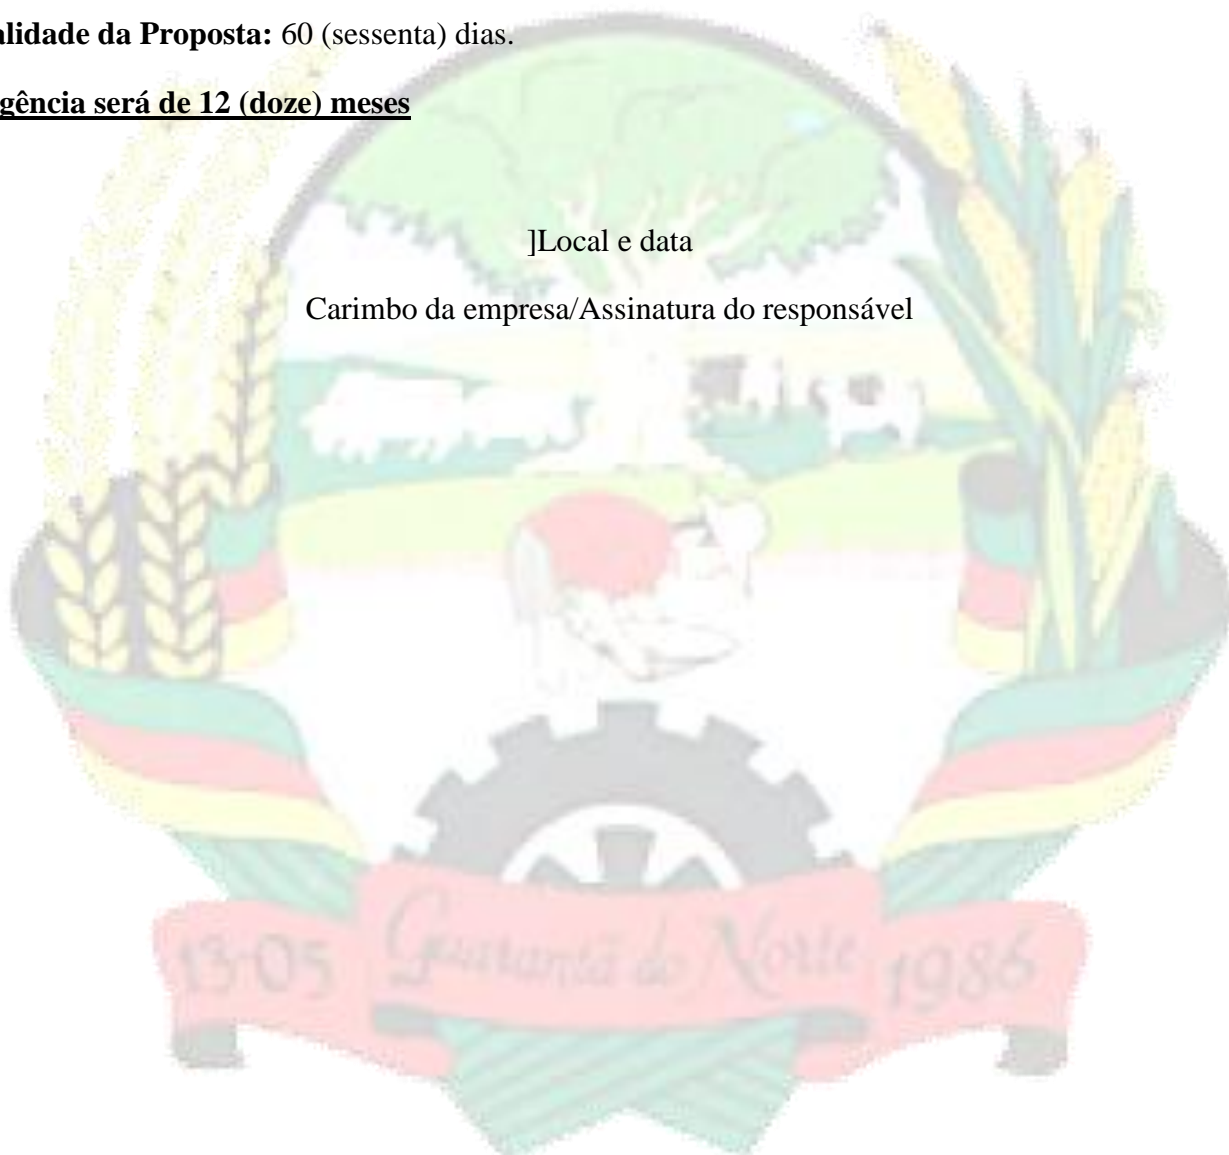 alidade da Proposta: 60 (sessenta) dias.
gência será de 12 (doze) meses
]Local e data
Carimbo da empresa/Assinatura do responsável
13-05 Guarantã do Norte 1986